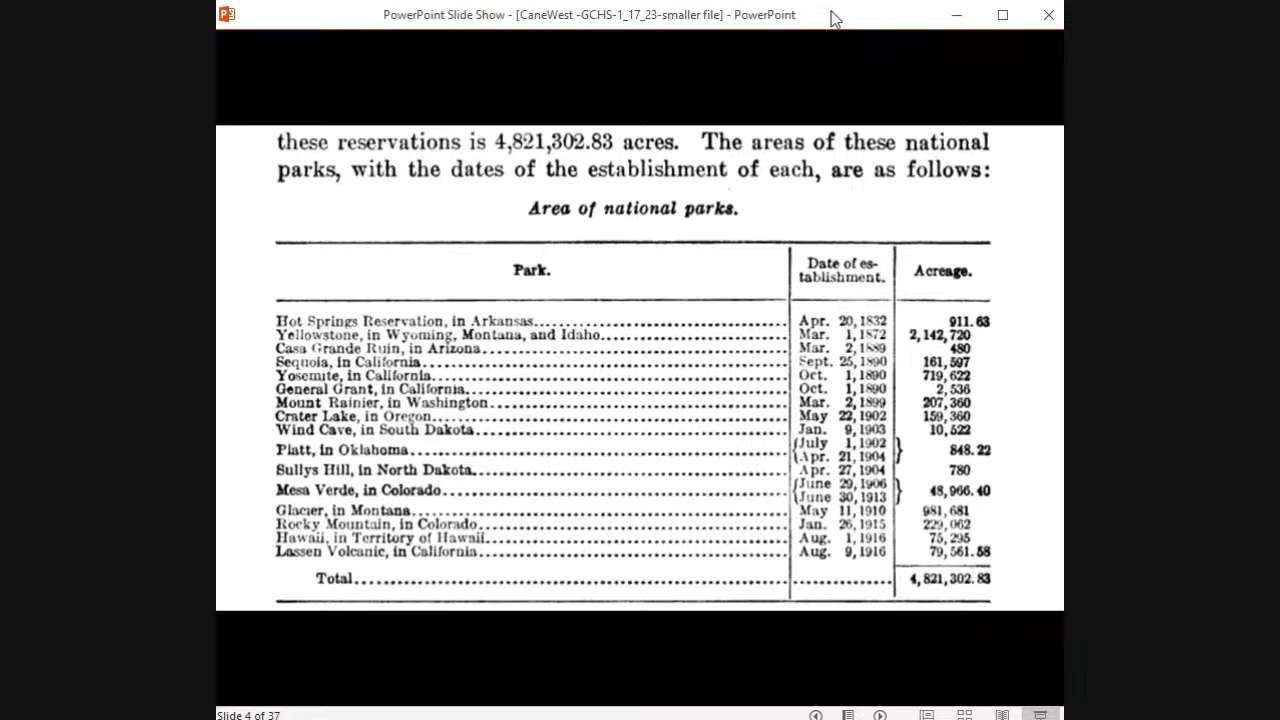 PowerPoint Slide Show - [CaneWest -GCHS-1_17_23-smaller file] - PowerPoint
these reservations is 4,821,302.83 acres. The areas of these national
parks, with the dates of the establishment of each, are as follows:
Area of national parks.
Park. Date of es- Acreage.
tablishment.
Hot Springs Reservation, in Arkansas Apr. 20, 1832 911.63
Yellowstone, in Wyoming, Montana, and Idaho Mar. 1, 1872 2,142,720
Casa Grande Ruin, in Arizona Mar. 2, 1889 480
Sequoia, in California Sept. 25, 1890 161,597
Yosemite, in California Oct. 1, 1890 719,622
General Grant, in California Oct. 1, 1890 2,536
Mount Rainier, in Washington Mar. 2, 1899 207,360
Crater Lake, in Oregon May 22, 1902 159,360
Wind Cave, in South Dakota Jan. 9, 1903 10,522
Platt, in Oklahoma {July 1, 1902 Apr. 21, 1904} 848.22
Sullys Hill, in North Dakota Apr. 27, 1904 780
Mesa Verde, in Colorado {June 29, 1906 June 30, 1913} 48,966.40
Glacier, in Montana May 11, 1910 981,681
Rocky Mountain, in Colorado Jan. 26, 1915 229,062
Hawaii, in Territory of Hawaii Aug. 1, 1916 75,295
Lassen Volcanic, in California Aug. 9, 1916 79,561.58
Total 4,821,302.83
Slide 4 of 37